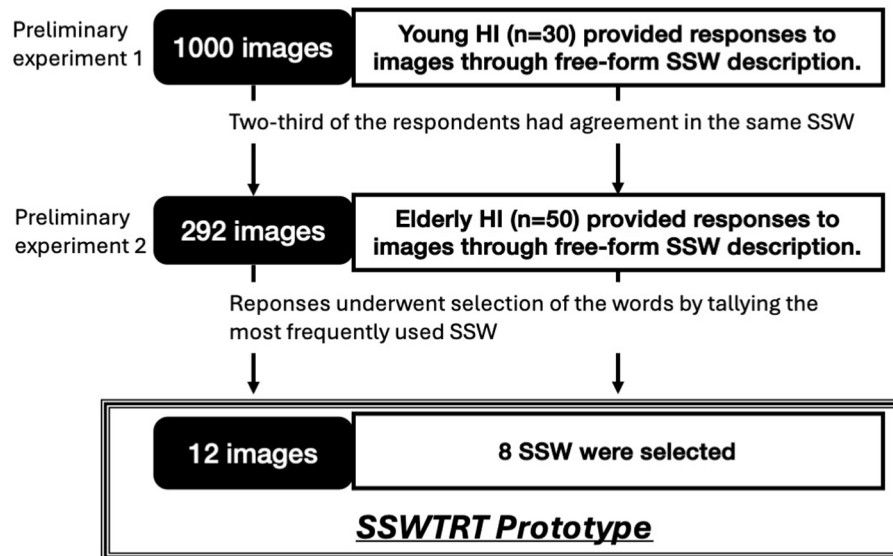 Preliminary
experiment 1
1000 images
Young HI (n=30) provided responses to
images through free-form SSW description.
Two-third of the respondents had agreement in the same SSW
Preliminary
experiment 2
292 images
Elderly HI (n=50) provided responses to
images through free-form SSW description.
Reponses underwent selection of the words by tallying the
most frequently used SSW
12 images
8 SSW were selected
SSWTRT Prototype